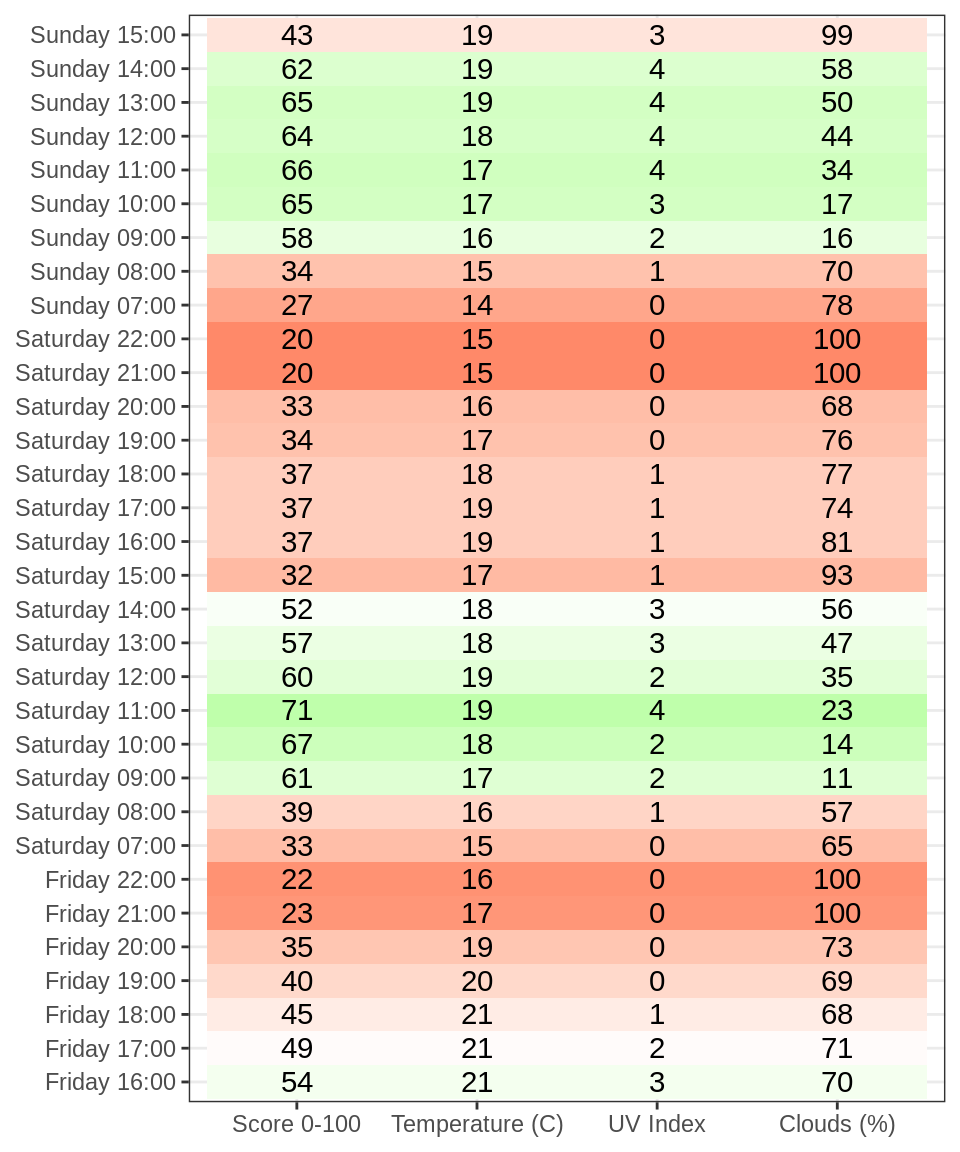 Sunday 15:00 43 19 3 99
Sunday 14:00 62 19 4 58
Sunday 13:00 65 19 4 50
Sunday 12:00 64 18 4 44
Sunday 11:00 66 17 4 34
Sunday 10:00 65 17 3 17
Sunday 09:00 58 16 2 16
Sunday 08:00 34 15 1 70
Sunday 07:00 27 14 0 78
Saturday 22:00 20 15 0 100
Saturday 21:00 20 15 0 100
Saturday 20:00 33 16 0 68
Saturday 19:00 34 17 0 76
Saturday 18:00 37 18 1 77
Saturday 17:00 37 19 1 74
Saturday 16:00 37 19 1 81
Saturday 15:00 32 17 1 93
Saturday 14:00 52 18 3 56
Saturday 13:00 57 18 3 47
Saturday 12:00 60 19 2 35
Saturday 11:00 71 19 4 23
Saturday 10:00 67 18 2 14
Saturday 09:00 61 17 2 11
Saturday 08:00 39 16 1 57
Saturday 07:00 33 15 0 65
Friday 22:00 22 16 0 100
Friday 21:00 23 17 0 100
Friday 20:00 35 19 0 73
Friday 19:00 40 20 0 69
Friday 18:00 45 21 1 68
Friday 17:00 49 21 2 71
Friday 16:00 54 21 3 70
Score 0-100 Temperature (C) UV Index Clouds (%)